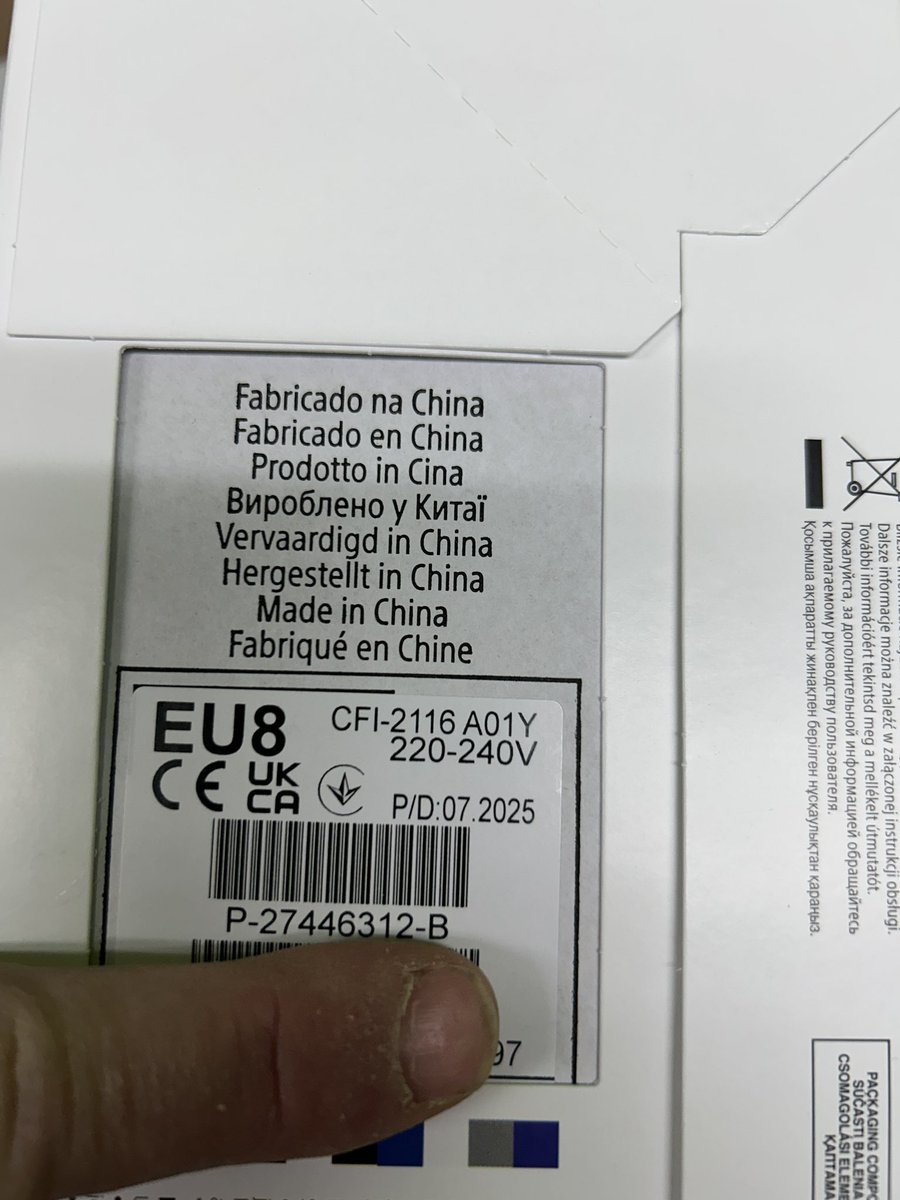 Fabricado na China
Fabricado en China
Prodotto in Cina
Вироблено у Китаї
Vervaardigd in China
Hergestellt in China
Made in China
Fabriqué en Chine
EU8
CFI-2116 A01Y
220-240V
CE
UK
CA
P/D:07.2025
P-27446312-B
97
Dalsze informacje można znaleźć w załączonej instrukcji obsługi.
További információért tekintsd meg a mellékelt útmutatót.
Пожалуйста, за дополнительной информацией обращайтесь
к прилагаемому руководству пользователя.
Қосымша ақпаратты жинақпен берілген нұсқаулықтан қараңыз.
PACKAGING
SÚČASTI BALENIA
CSOMAGOLÁSI